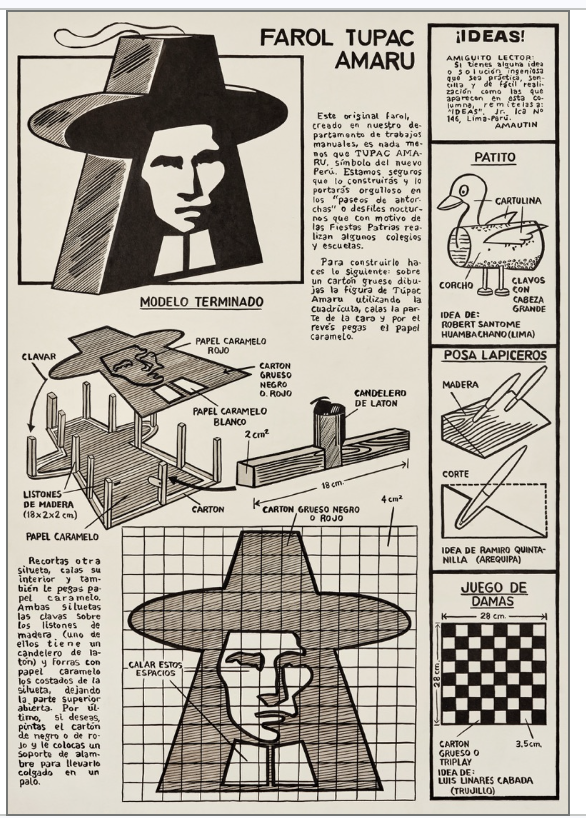 FAROL TUPAC
AMARU
Este original farol,
creado en nuestro de-
partamento de trabajos
manuales, es nada me-
nos que TUPAC AMA-
RU, símbolo del nuevo
Perú. Estamos seguros
que lo construirás y lo
portarás orgulloso en
los "paseos de antor-
chas" o desfiles noctur-
nos que con motivo de
las Fiestas Patrias rea-
lizan algunos colegios
y escuelas.
Para construirlo ha-
ces lo siguiente: sobre
un cartón grueso dibu-
jas la figura de Túpac
Amaru utilizando la
cuadrícula, calas la par-
te de la cara y por el
revés pegas el papel
caramelo.
MODELO TERMINADO
CLAVAR
PAPEL CARAMELO
ROJO
CARTON
GRUESO
NEGRO
O. ROJO
PAPEL CARAMELO
BLANCO
CANDELERO
DE LATON
2 cm²
18 cm.
LISTONES
DE MADERA
(18x2x2 cm)
CARTON
PAPEL CARAMELO
CARTON GRUESO NEGRO
O ROJO
4 cm²
CALAR ESTOS
ESPACIOS
Recortas otra
silueta, calas su
interior y tam-
bién le pegas pa-
pel caramelo.
Ambas siluetas
las clavas sobre
los listones de
madera (uno de
ellos tiene un
candelero de la-
tón) y forras con
papel caramelo
los costados de la
silueta, dejando
la parte superior
abierta. Por úl-
timo, si deseas,
pintas el cartón
de negro o de ro-
jo y le colocas un
soporte de alam-
bre para llevarlo
colgado en un
palo.
¡IDEAS!
AMIGUITO LECTOR:
Si tienes alguna idea
o solución ingeniosa
que sea práctica, sen-
cilla y de fácil reali-
zación como las que
aparecen en esta co-
lumna, remítelas a:
"IDEAS". Jr. Ica Nº
146, Lima-Perú.
AMAUTIN
PATITO
CARTULINA
CORCHO
CLAVOS
CON
CABEZA
GRANDE
IDEA DE:
ROBERT SANTOME
HUAMBACHANO (LIMA)
POSA LAPICEROS
MADERA
CORTE
IDEA DE RAMIRO QUINTA-
NILLA (AREQUIPA)
JUEGO DE
DAMAS
28 cm.
28 cm.
CARTON
GRUESO O
TRIPLAY
3,5cm.
IDEA DE:
LUIS LINARES CABADA
(TRUJILLO)